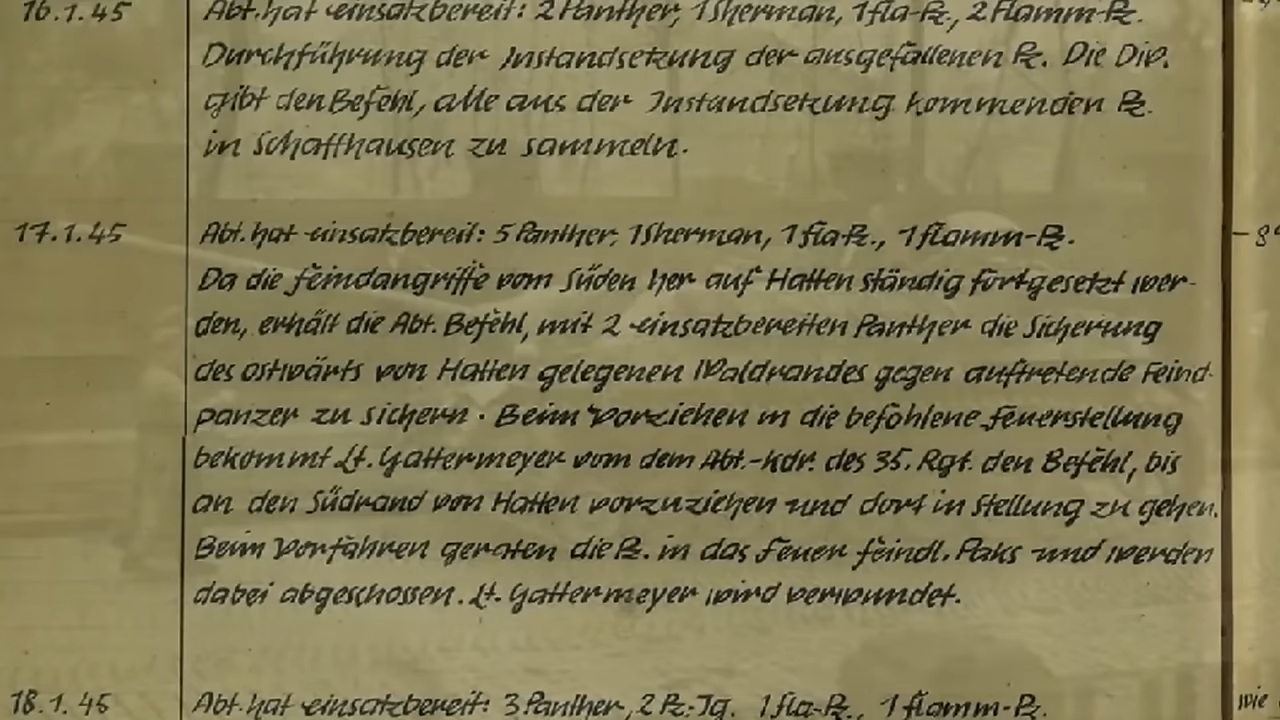 16.1.45 Abt. hat einsatzbereit: 2 Panther, 1 Sherman, 1 Fla-Pz., 2 Flamm-Pz.
Durchführung der Instandsetzung der ausgefallenen Pz. Die Div.
gibt den Befehl, alle aus der Instandsetzung kommenden Pz.
in Schaffhausen zu sammeln.
17.1.45 Abt. hat einsatzbereit: 5 Panther, 1 Sherman, 1 Fla-Pz., 1 Flamm-Pz.
Da die Feindangriffe vom Süden her auf Hatten ständig fortgesetzt wer-
den, erhält die Abt. Befehl, mit 2 einsatzbereiten Panther die Sicherung
des ostwärts von Hatten gelegenen Waldrandes gegen auftretende Feind-
panzer zu sichern. Beim Vorziehen in die befohlene Feuerstellung
bekommt Lt. Gattermeyer vom dem Abt.-Kdr. des 35. Rgt. den Befehl, bis
an den Südrand von Hatten vorzuziehen und dort in Stellung zu gehen.
Beim Vorfahren geraten die Pz. in das Feuer feindl. Paks und werden
dabei abgeschossen. Lt. Gattermeyer wird verwundet.
18.1.45 Abt. hat einsatzbereit: 3 Panther, 2 Pz.-Jg. 1 Fla-Pz., 1 Flamm-Pz.
wie